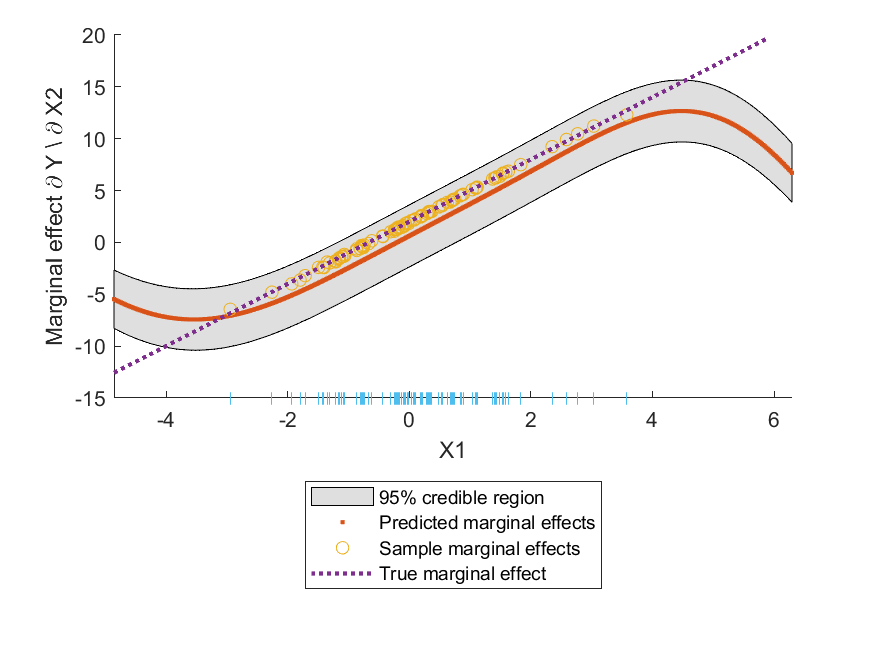 20
15
10
5
0
-5
-10
-15
Marginal effect ∂ Y \ ∂ X2
-4
-2
0
2
4
6
X1
95% credible region
Predicted marginal effects
Sample marginal effects
True marginal effect